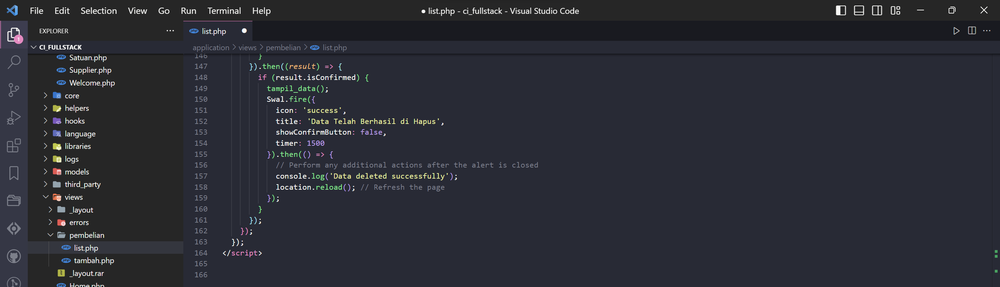 File Edit Selection View Go Run Terminal Help
● list.php - ci_fullstack - Visual Studio Code
EXPLORER ···
CI_FULLSTACK
Satuan.php
Supplier.php
Welcome.php
core
helpers
hooks
language
libraries
logs
models
third_party
views
_layout
errors
pembelian
list.php
tambah.php
_layout.rar
Home.php
1
php list.php
application > views > pembelian > php list.php
146 }
147 }).then((result) => {
148 if (result.isConfirmed) {
149 tampil_data();
150 Swal.fire({
151 icon: 'success',
152 title: 'Data Telah Berhasil di Hapus',
153 showConfirmButton: false,
154 timer: 1500
155 }).then(() => {
156 // Perform any additional actions after the alert is closed
157 console.log('Data deleted successfully');
158 location.reload(); // Refresh the page
159 });
160 }
161 });
162 });
163 });
164 </script>
165
166